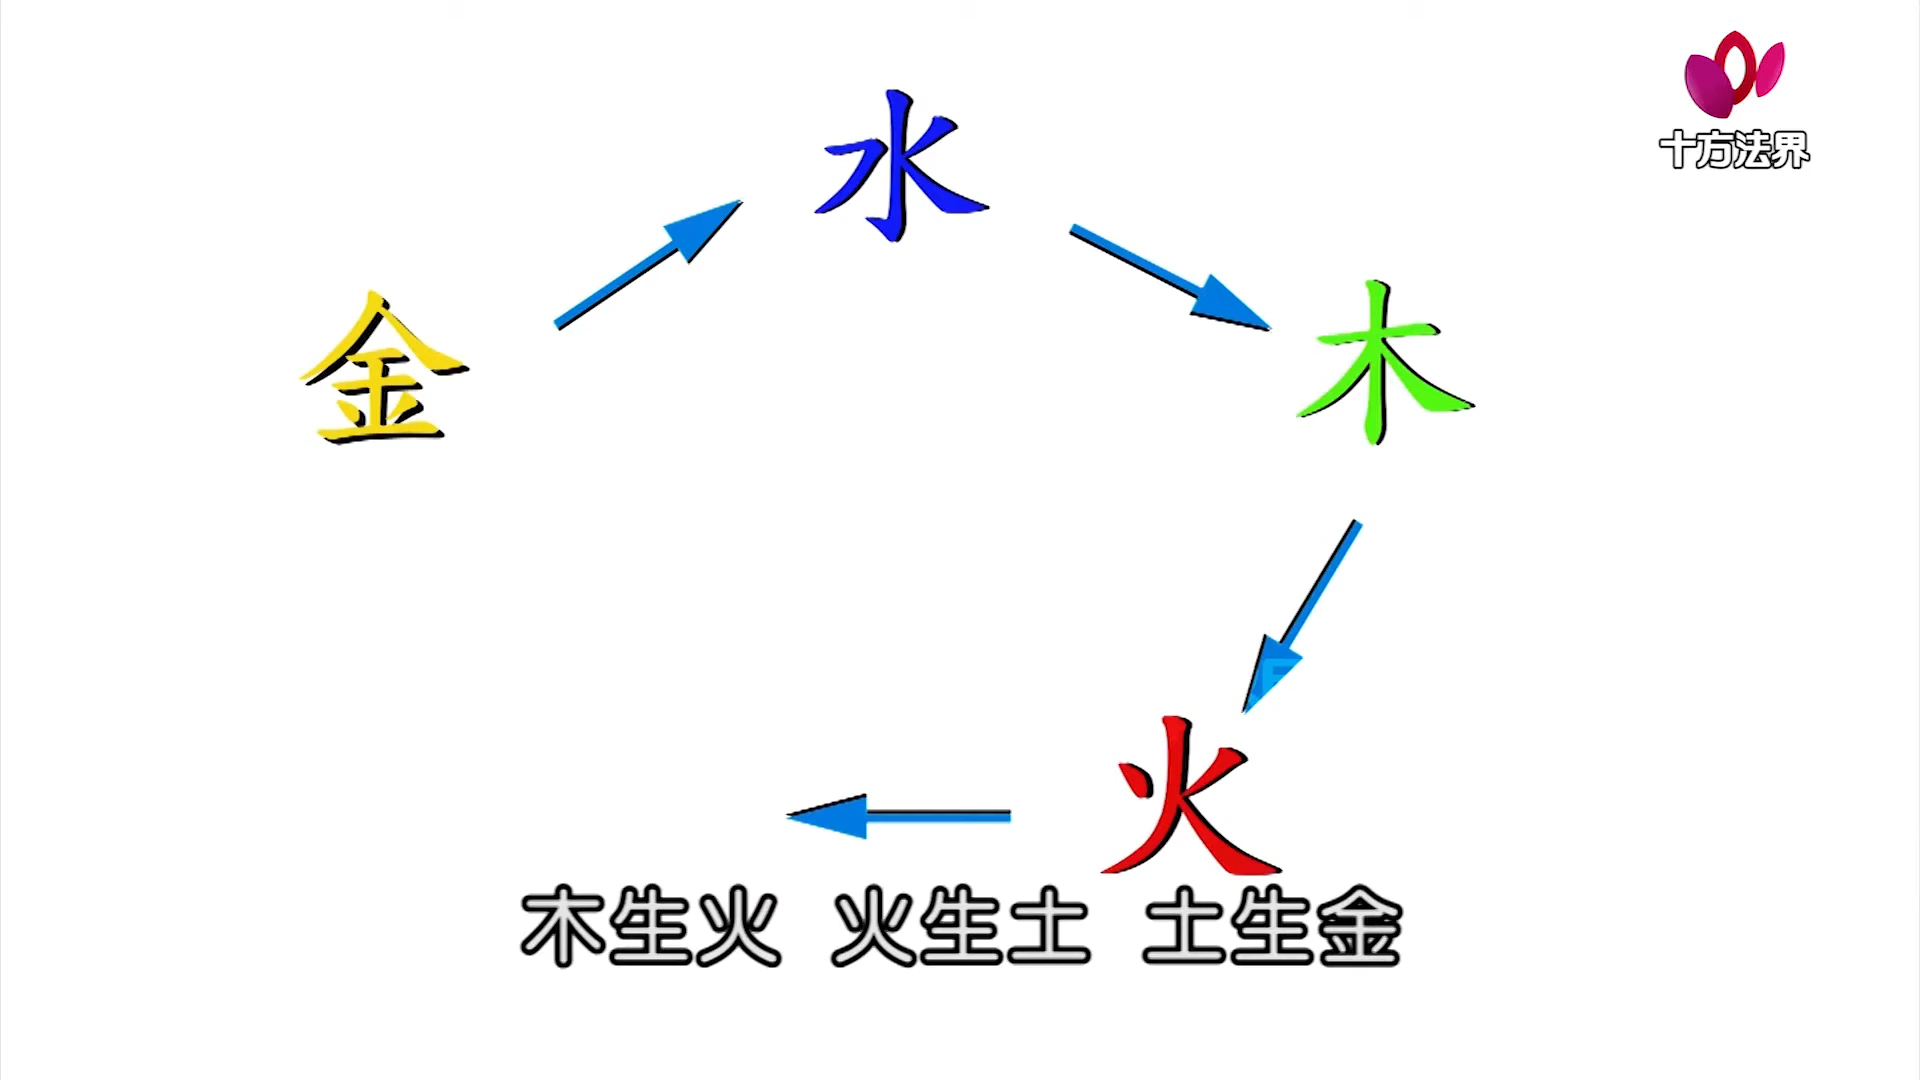 十方法界
水
金
木
火
木生火 火生土 土生金